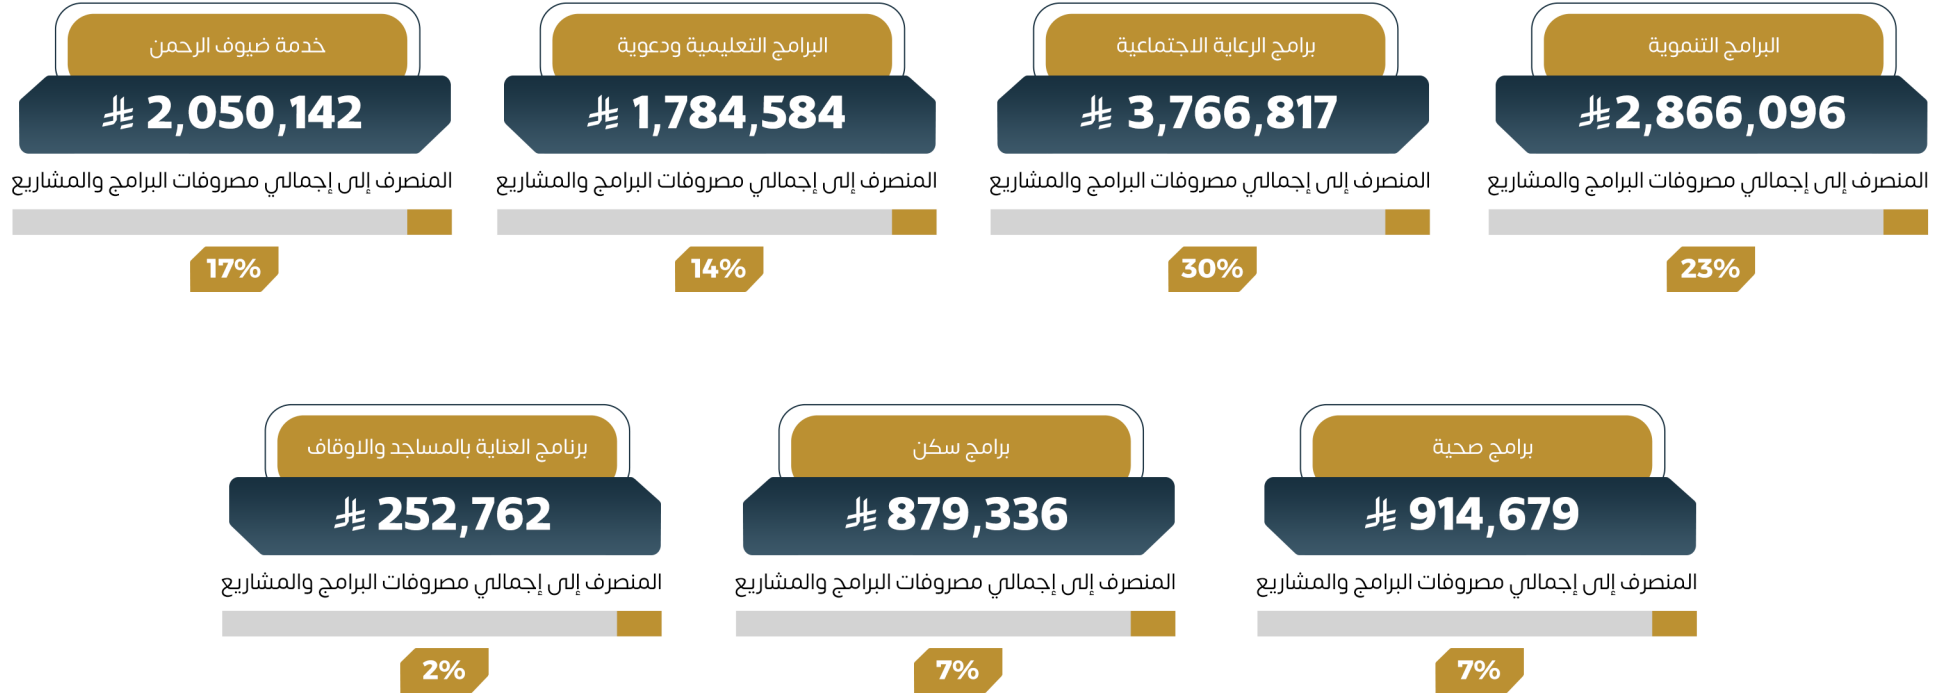 البرامج التنموية
2,866,096 ⃁
المنصرف إلى إجمالي مصروفات البرامج والمشاريع
23%
برامج الرعاية الاجتماعية
3,766,817 ⃁
المنصرف إلى إجمالي مصروفات البرامج والمشاريع
30%
البرامج التعليمية ودعوية
1,784,584 ⃁
المنصرف إلى إجمالي مصروفات البرامج والمشاريع
14%
خدمة ضيوف الرحمن
2,050,142 ⃁
المنصرف إلى إجمالي مصروفات البرامج والمشاريع
17%
برامج صحية
914,679 ⃁
المنصرف إلى إجمالي مصروفات البرامج والمشاريع
7%
برامج سكن
879,336 ⃁
المنصرف إلى إجمالي مصروفات البرامج والمشاريع
7%
برنامج العناية بالمساجد والاوقاف
252,762 ⃁
المنصرف إلى إجمالي مصروفات البرامج والمشاريع
2%